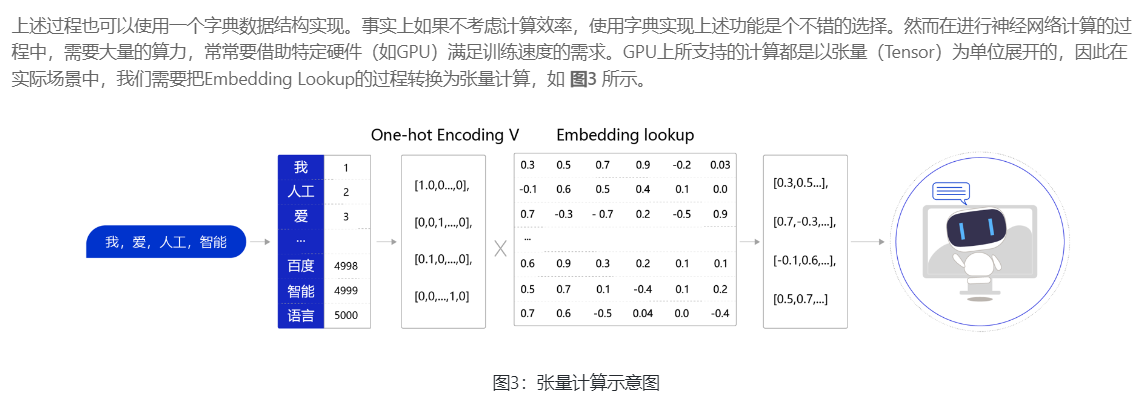 上述过程也可以使用一个字典数据结构实现。事实上如果不考虑计算效率，使用字典实现上述功能是个不错的选择。然而在进行神经网络计算的过
程中，需要大量的算力，常常要借助特定硬件（如GPU）满足训练速度的需求。GPU上所支持的计算都是以张量（Tensor）为单位展开的，因此在
实际场景中，我们需要把Embedding Lookup的过程转换为张量计算，如 图3 所示。
One-hot Encoding V
Embedding lookup
我，爱，人工，智能
我 1
人工 2
爱 3
...
百度 4998
智能 4999
语言 5000
[1.0,0...,0],
[0,0,1,...,0],
[0.1,0,...,0],
[0,0,...,1,0]
X
0.3 0.5 0.7 0.9 -0.2 0.03
-0.1 0.6 0.5 0.4 0.1 0.0
0.7 -0.3 - 0.7 0.2 -0.5 0.9
...
0.6 0.9 0.3 0.2 0.1 0.1
0.5 0.7 0.1 -0.4 0.1 0.2
0.7 0.6 -0.5 0.04 0.0 -0.4
[0.3,0.5...],
[0.7,-0.3,...],
[-0.1,0.6,...],
[0.5,0.7,...]
图3：张量计算示意图